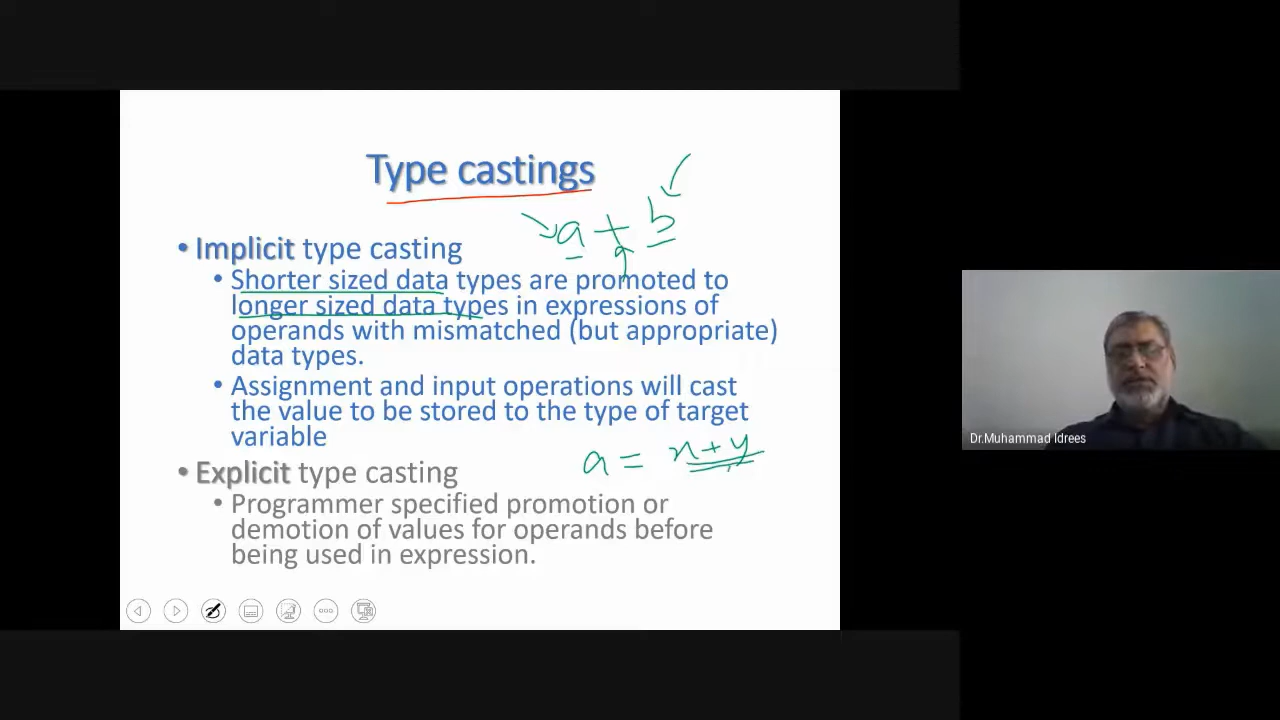 Type castings
a + b
• Implicit type casting
• Shorter sized data types are promoted to
longer sized data types in expressions of
operands with mismatched (but appropriate)
data types.
• Assignment and input operations will cast
the value to be stored to the type of target
variable
a = x + y
• Explicit type casting
• Programmer specified promotion or
demotion of values for operands before
being used in expression.
Dr.Muhammad Idrees